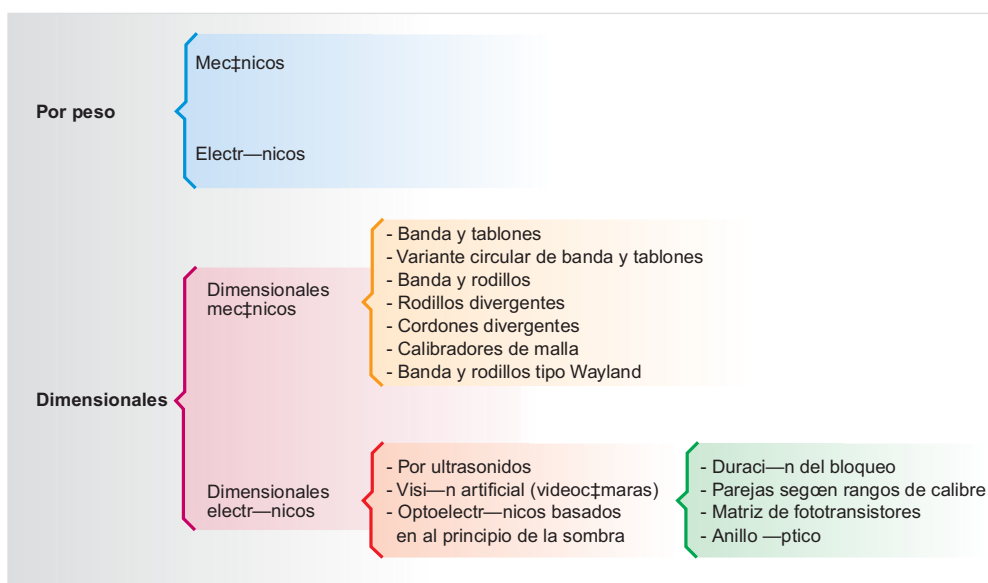 Por peso
Mec‡nicos
Electr—nicos
Dimensionales
Dimensionales
mec‡nicos
- Banda y tablones
- Variante circular de banda y tablones
- Banda y rodillos
- Rodillos divergentes
- Cordones divergentes
- Calibradores de malla
- Banda y rodillos tipo Wayland
Dimensionales
electr—nicos
- Por ultrasonidos
- Visi—n artificial (videoc‡maras)
- Optoelectr—nicos basados
en al principio de la sombra
- Duraci—n del bloqueo
- Parejas segœn rangos de calibre
- Matriz de fototransistores
- Anillo —ptico